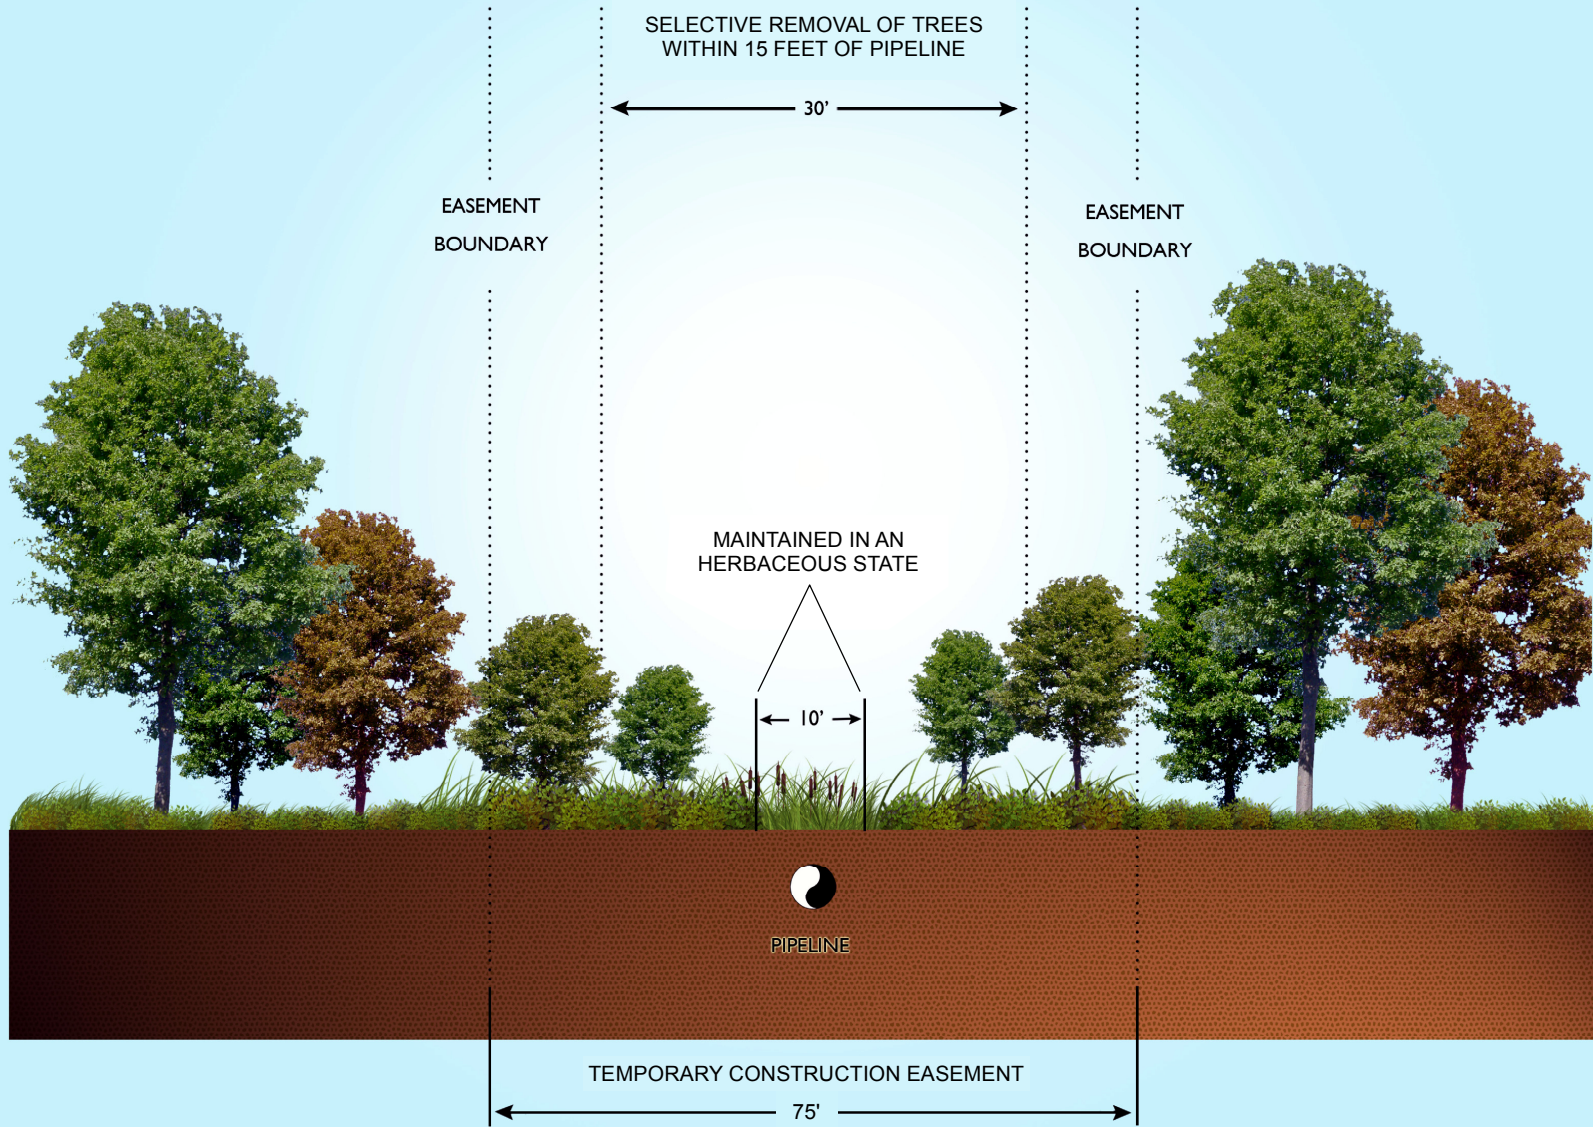 SELECTIVE REMOVAL OF TREES
WITHIN 15 FEET OF PIPELINE
30'
EASEMENT
BOUNDARY
EASEMENT
BOUNDARY
MAINTAINED IN AN
HERBACEOUS STATE
10'
PIPELINE
TEMPORARY CONSTRUCTION EASEMENT
75'